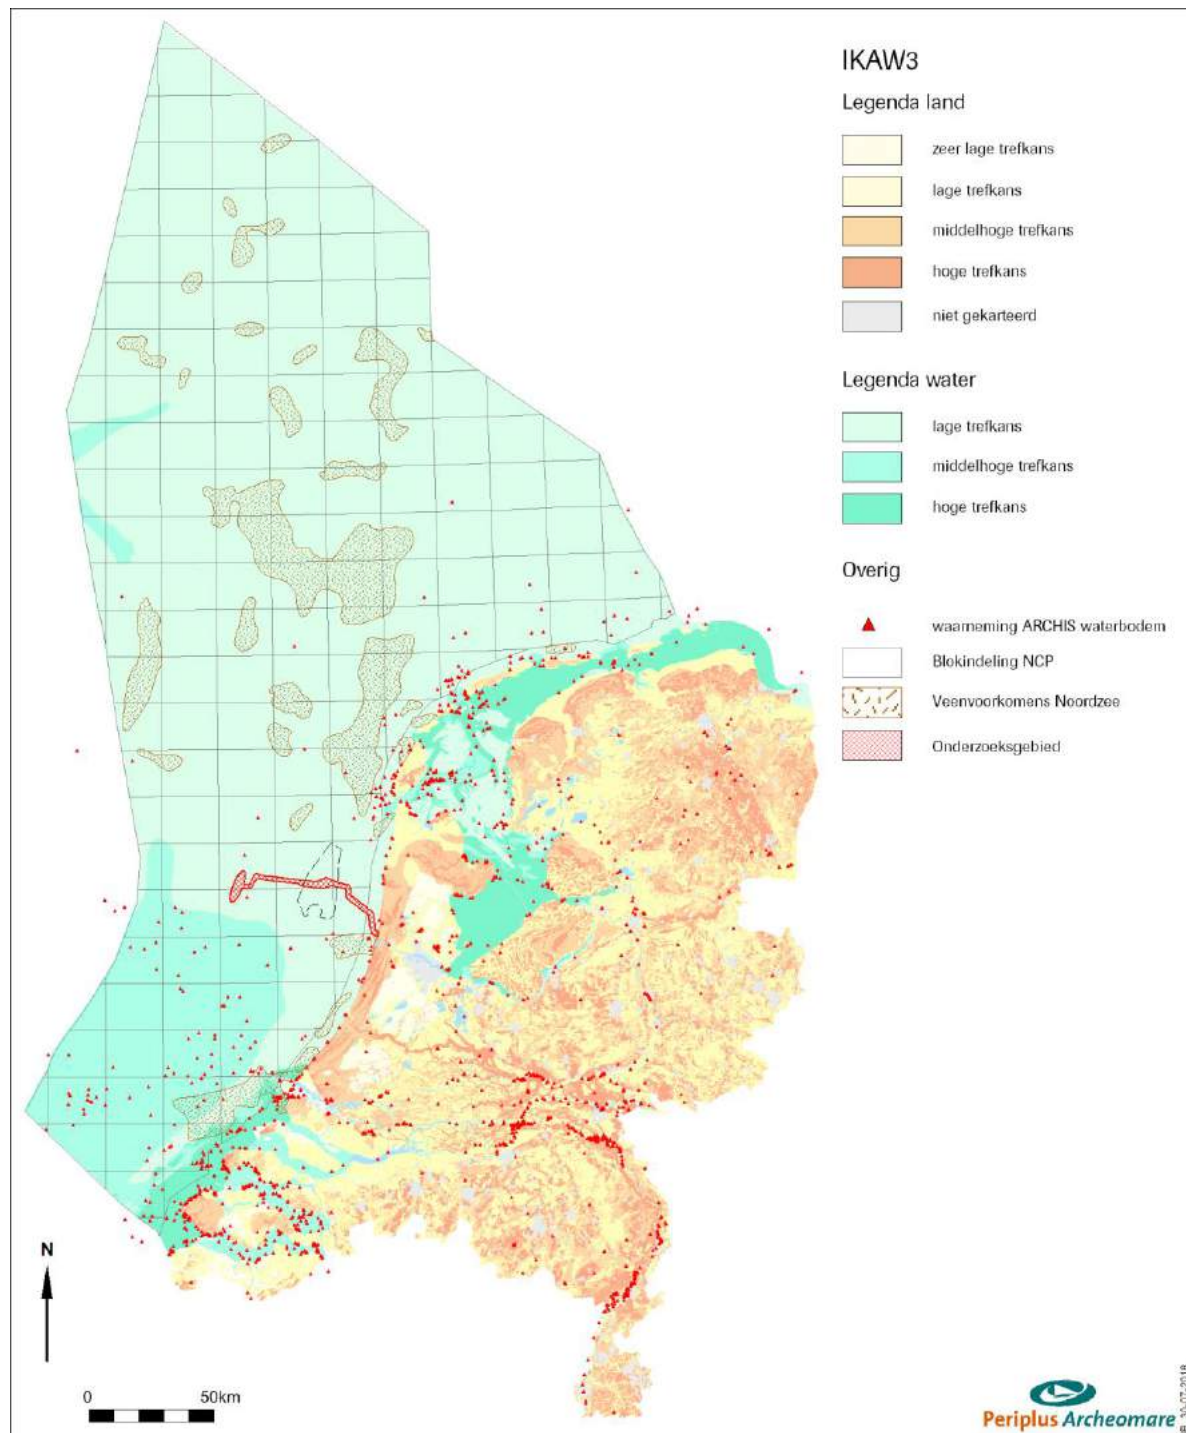 IKAW3
Legenda land
zeer lage trefkans
lage trefkans
middelhoge trefkans
hoge trefkans
niet gekarteerd
Legenda water
lage trefkans
middelhoge trefkans
hoge trefkans
Overig
waarneming ARCHIS waterbodem
Blokindeling NCP
Veenvoorkomens Noordzee
Onderzoeksgebied
N
0 50km
Periplus Archeomare